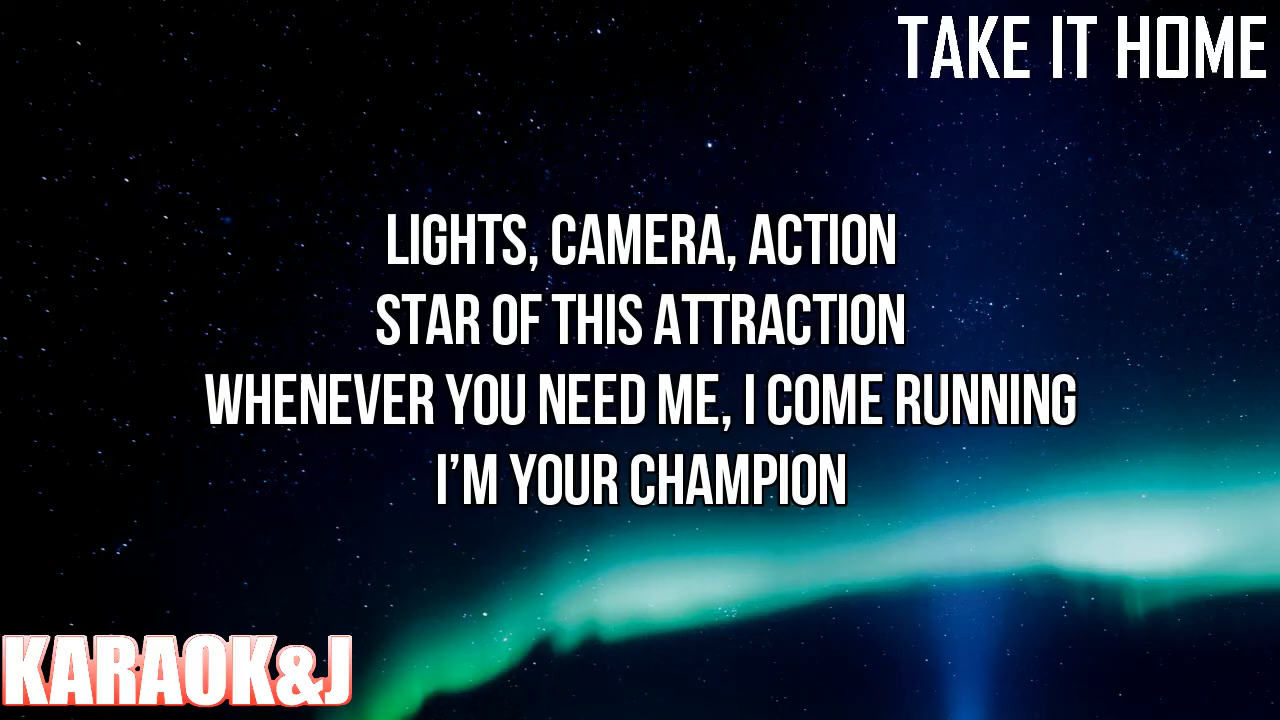 TAKE IT HOME
LIGHTS, CAMERA, ACTION
STAR OF THIS ATTRACTION
WHENEVER YOU NEED ME, I COME RUNNING
I’M YOUR CHAMPION
KARAOK&J